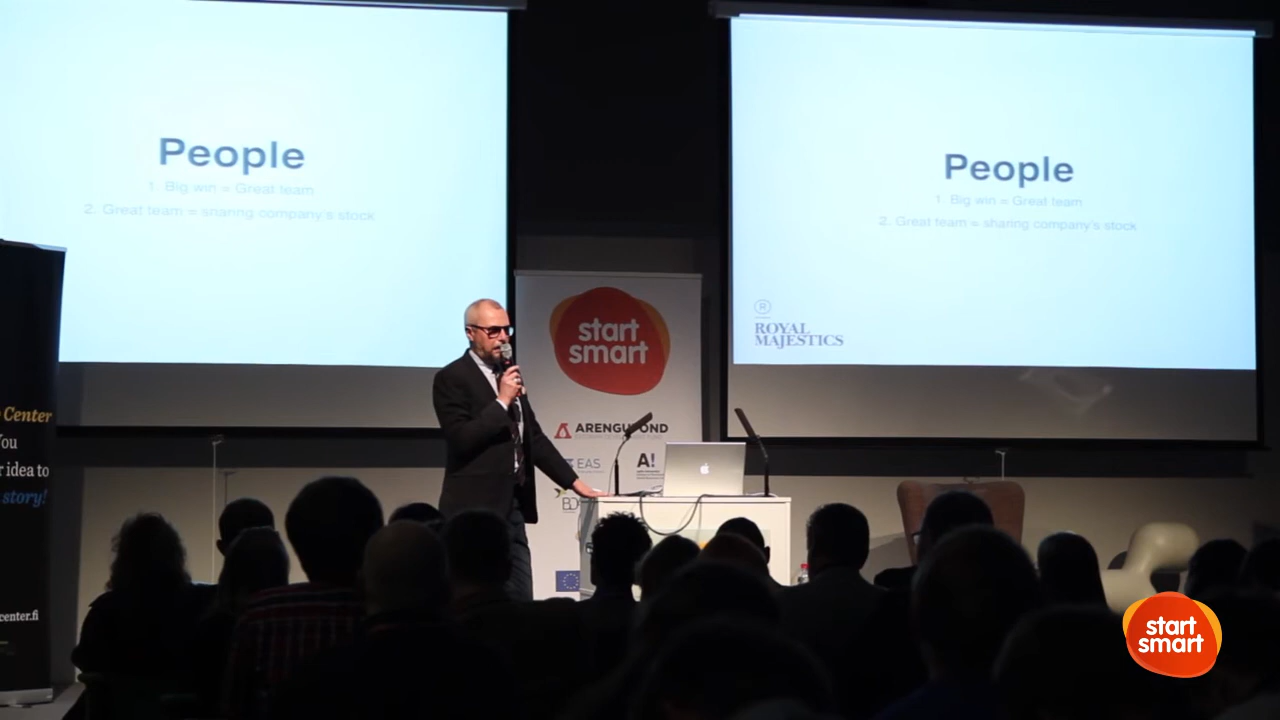 People
1. Big win = Great team
2. Great team = sharing company's stock
People
1. Big win = Great team
2. Great team = sharing company's stock
R
ROYAL
MAJESTICS
start
smart
EAS
A!
Center
You
idea to
story!
center.fi
start
smart